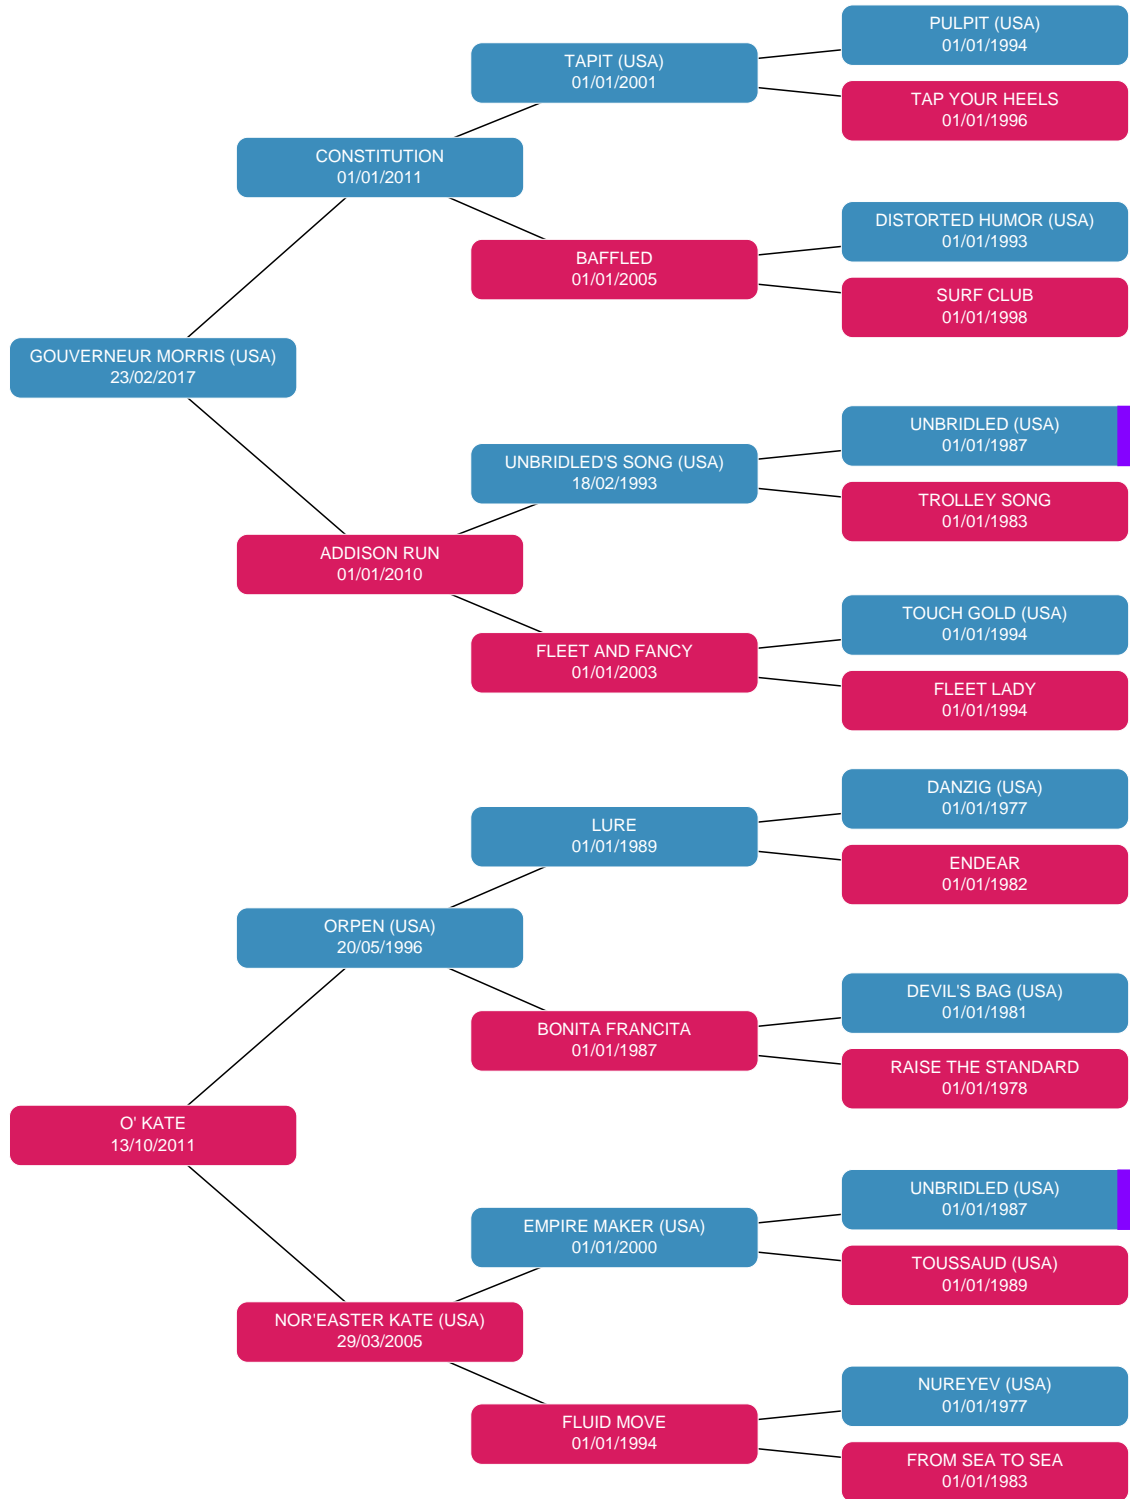 PULPIT (USA)
01/01/1994
TAPIT (USA)
01/01/2001
TAP YOUR HEELS
01/01/1996
CONSTITUTION
01/01/2011
DISTORTED HUMOR (USA)
01/01/1993
BAFFLED
01/01/2005
SURF CLUB
01/01/1998
GOUVERNEUR MORRIS (USA)
23/02/2017
UNBRIDLED (USA)
01/01/1987
UNBRIDLED'S SONG (USA)
18/02/1993
TROLLEY SONG
01/01/1983
ADDISON RUN
01/01/2010
TOUCH GOLD (USA)
01/01/1994
FLEET AND FANCY
01/01/2003
FLEET LADY
01/01/1994
DANZIG (USA)
01/01/1977
LURE
01/01/1989
ENDEAR
01/01/1982
ORPEN (USA)
20/05/1996
DEVIL'S BAG (USA)
01/01/1981
BONITA FRANCITA
01/01/1987
RAISE THE STANDARD
01/01/1978
O' KATE
13/10/2011
UNBRIDLED (USA)
01/01/1987
EMPIRE MAKER (USA)
01/01/2000
TOUSSAUD (USA)
01/01/1989
NOR'EASTER KATE (USA)
29/03/2005
NUREYEV (USA)
01/01/1977
FLUID MOVE
01/01/1994
FROM SEA TO SEA
01/01/1983